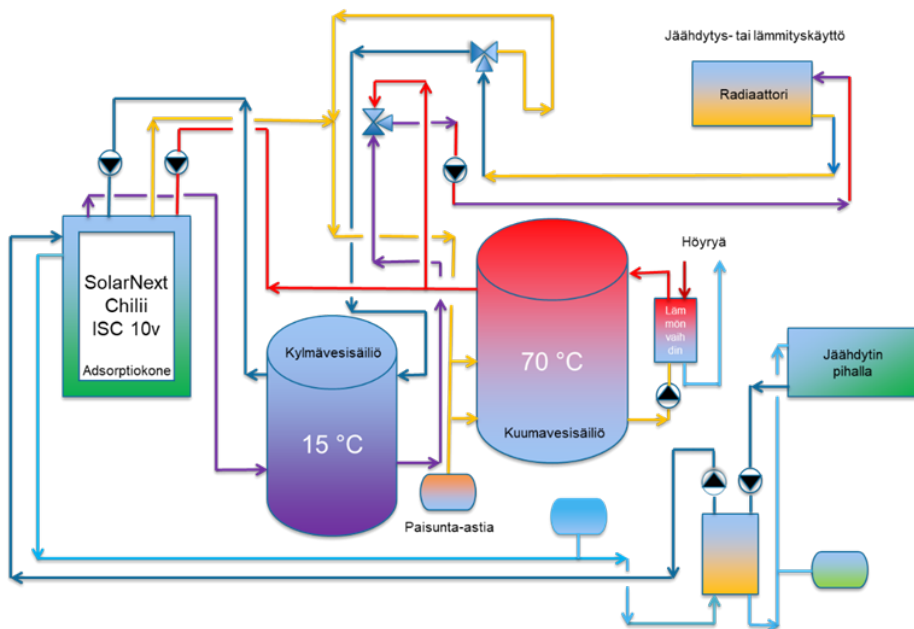 Jäähdytys- tai lämmityskäyttö
Radiaattori
SolarNext
Chilii
ISC 10v
Adsorptiokone
Höyryä
Läm
mön
vaih
din
Kylmävesisäiliö
70 °C
Jäähdytin
pihalla
15 °C
Kuumavesisäiliö
Paisunta-astia